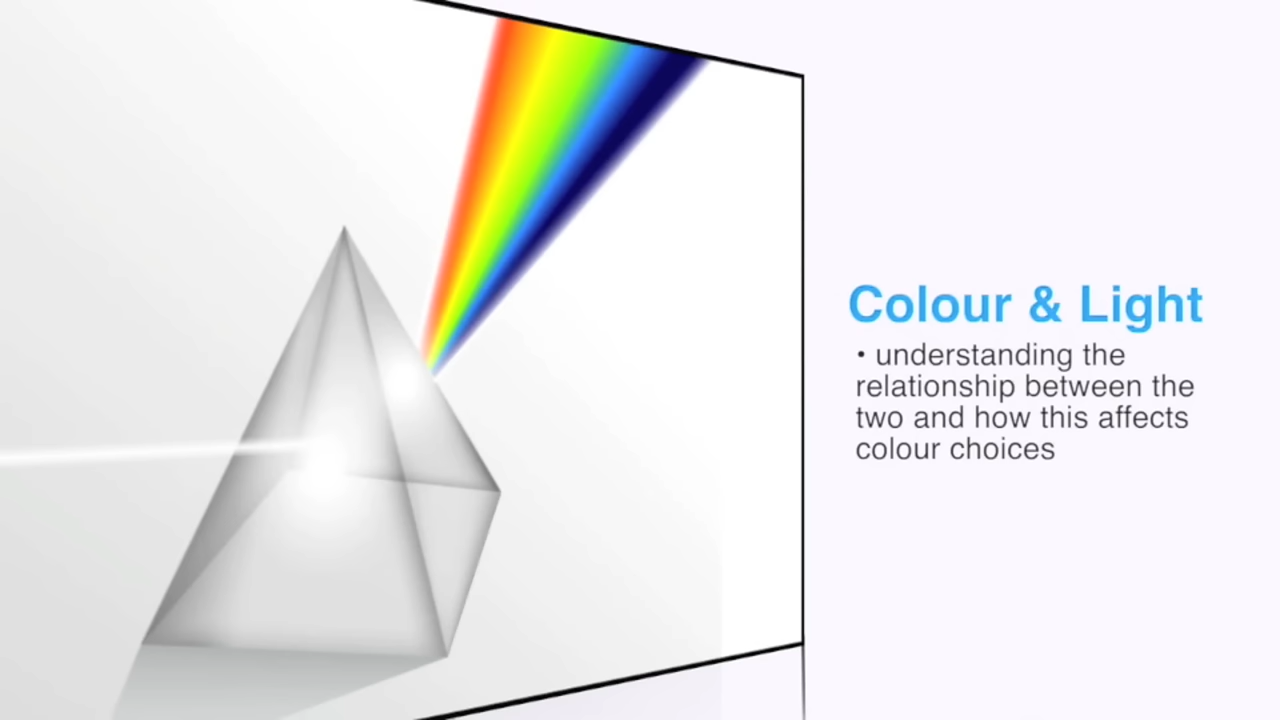 Colour & Light
• understanding the
relationship between the
two and how this affects
colour choices